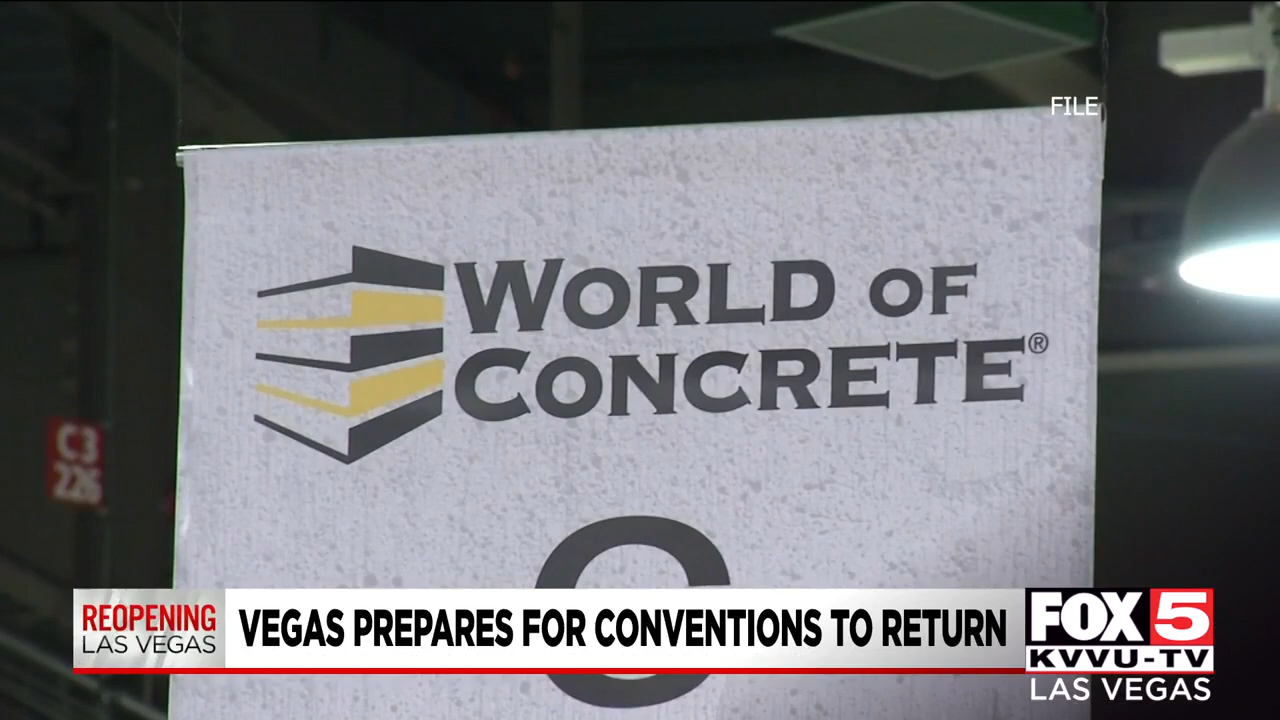 FILE
WORLD OF
CONCRETE®
C3
226
C
REOPENING
LAS VEGAS
VEGAS PREPARES FOR CONVENTIONS TO RETURN
FOX 5
KVVU-TV
LAS VEGAS